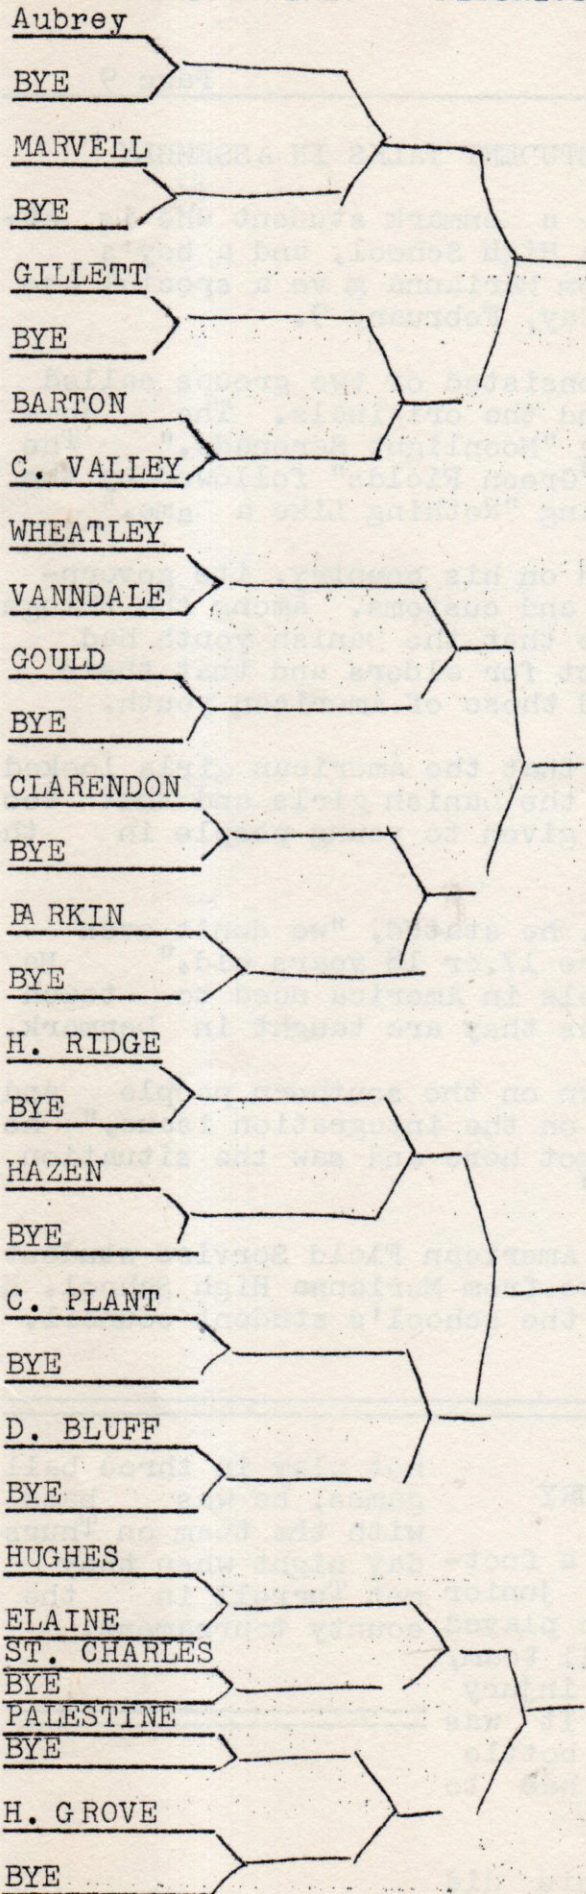 Aubrey
BYE
MARVELL
BYE
GILLETT
BYE
BARTON
C. VALLEY
WHEATLEY
VANNDALE
GOULD
BYE
CLARENDON
BYE
PARKIN
BYE
H. RIDGE
BYE
HAZEN
BYE
C. PLANT
BYE
D. BLUFF
BYE
HUGHES
ELAINE
ST. CHARLES
BYE
PALESTINE
BYE
H. GROVE
BYE